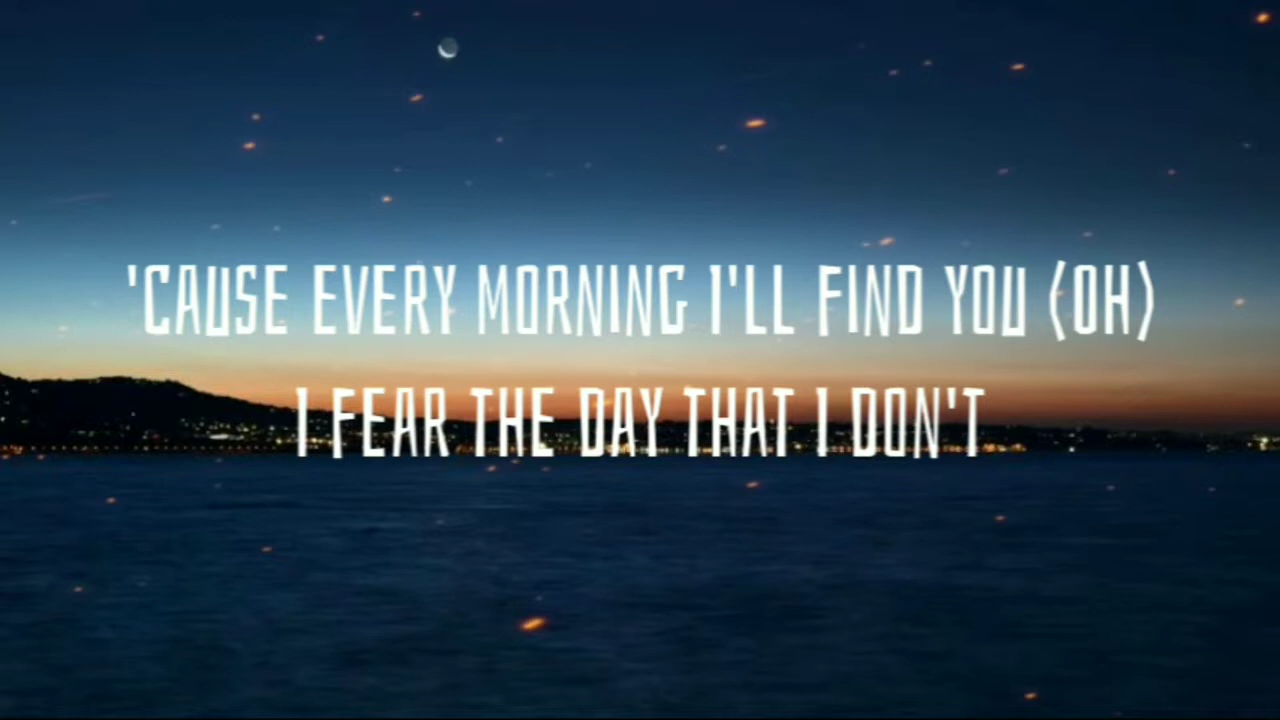 'CAUSE EVERY MORNING I'LL FIND YOU (OH)
I FEAR THE DAY THAT I DON'T